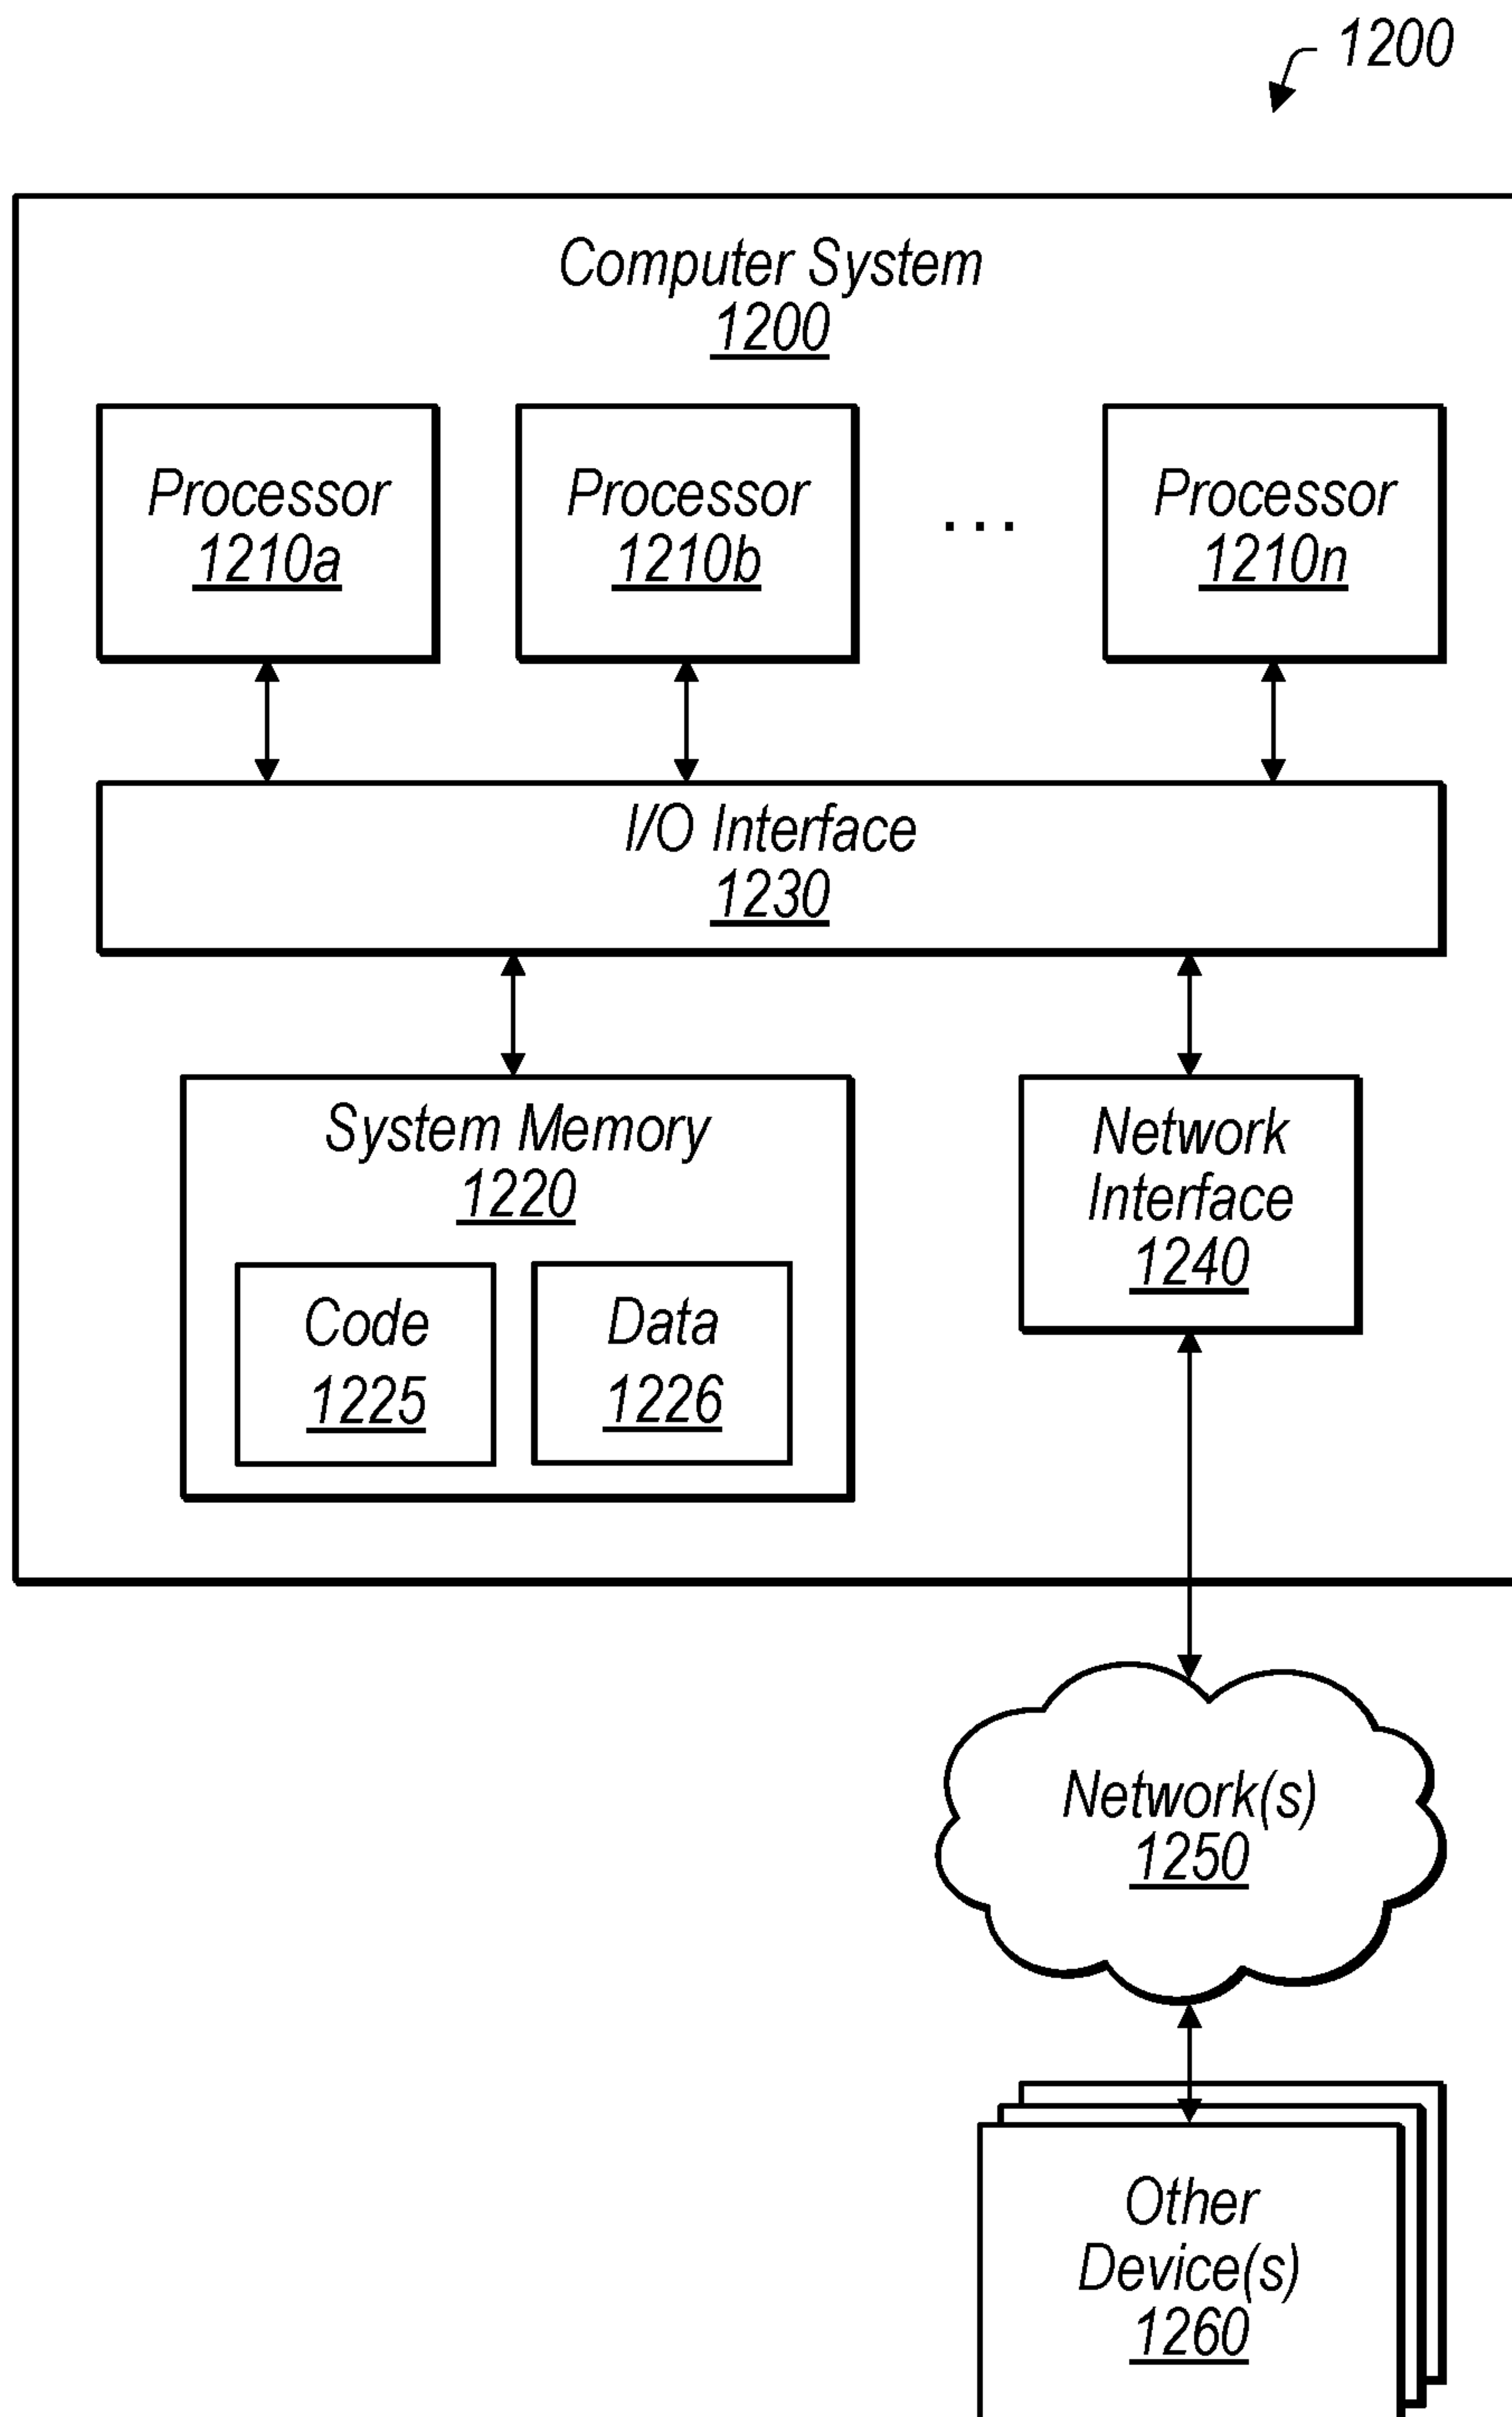 1200
Computer System
1200
Processor
1210a
Processor
1210b
...
Processor
1210n
I/O Interface
1230
System Memory
1220
Code
1225
Data
1226
Network
Interface
1240
Network(s)
1250
Other
Device(s)
1260